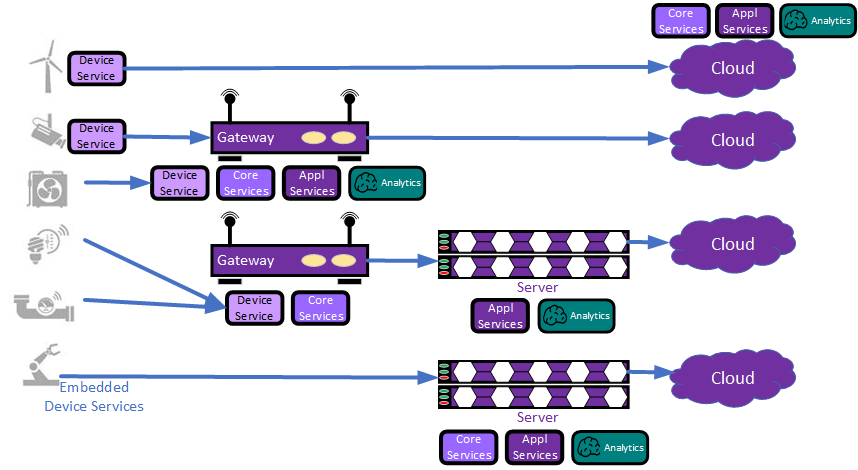 Core
Services
Appl
Services
Analytics
Device
Service
Cloud
Device
Service
Gateway
Cloud
Device
Service
Core
Services
Appl
Services
Analytics
Gateway
Cloud
Server
Device
Service
Core
Services
Appl
Services
Analytics
Cloud
Embedded
Device Services
Server
Core
Services
Appl
Services
Analytics